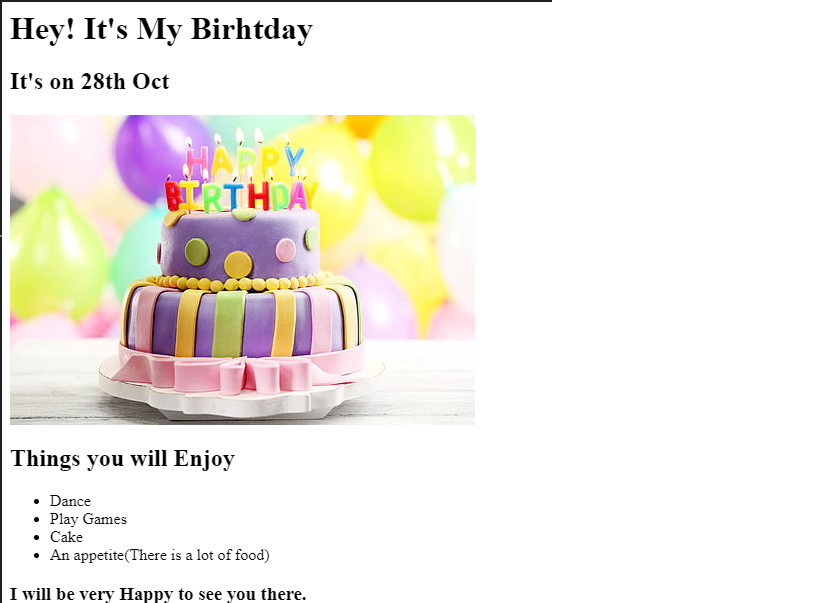 Hey! It's My Birhtday
It's on 28th Oct
HAPPY
BIRTHDAY
Things you will Enjoy
Dance
Play Games
Cake
An appetite(There is a lot of food)
I will be very Happy to see you there.